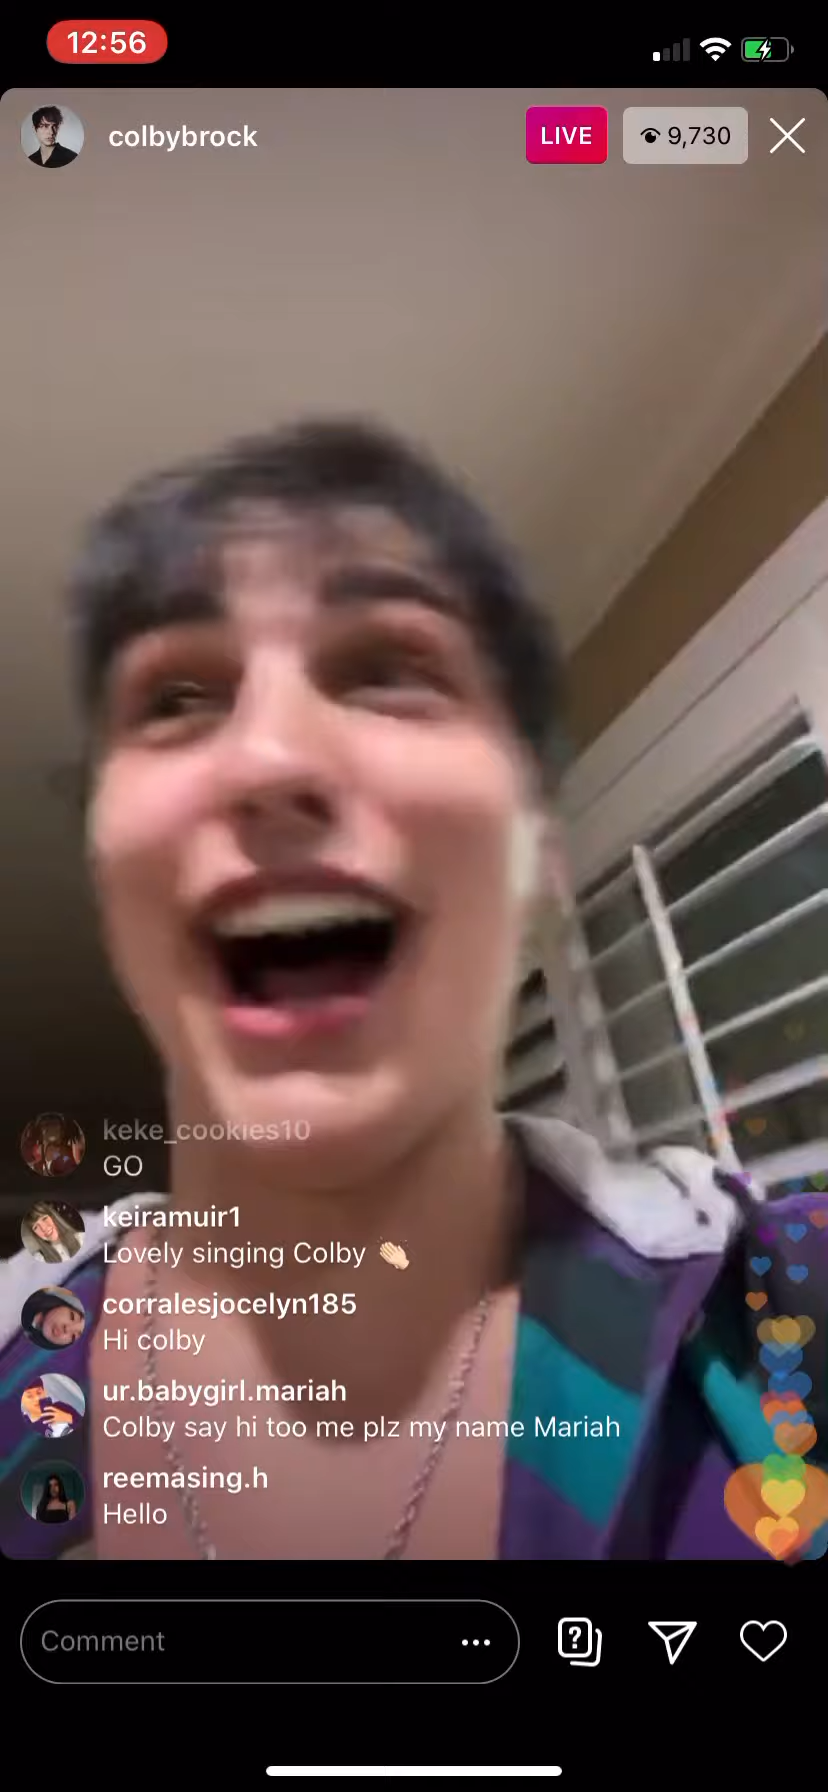 12:56
colbybrock
LIVE
9,730
keke_cookies10
GO
keiramuir1
Lovely singing Colby 👏🏻
corralesjocelyn185
Hi colby
ur.babygirl.mariah
Colby say hi too me plz my name Mariah
reemasing.h
Hello
Comment